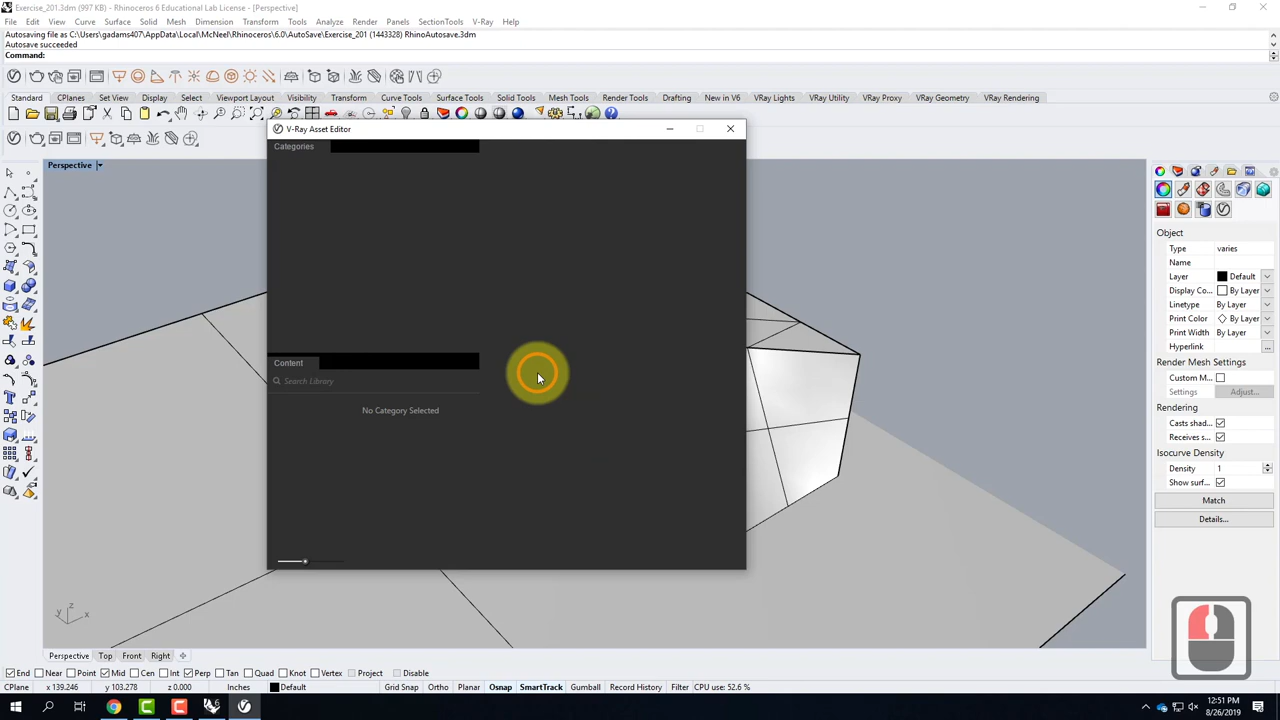 Exercise_201.3dm (997 KB) - Rhinoceros 6 Educational Lab License - [Perspective]
File Edit View Curve Surface Solid Mesh Dimension Transform Tools Analyze Render Panels SectionTools V-Ray Help
Autosaving file as C:\Users\gadams407\AppData\Local\McNeel\Rhinoceros\6.0\AutoSave\Exercise_201 (1443328) RhinoAutosave.3dm
Autosave succeeded
Command:
Standard CPlanes Set View Display Select Viewport Layout Visibility Transform Curve Tools Surface Tools Solid Tools Mesh Tools Render Tools Drafting New in V6 VRay Lights VRay Utility VRay Proxy VRay Geometry VRay Rendering
V-Ray Asset Editor
Categories
Perspective
Content
Search Library
No Category Selected
Object
Type varies
Name
Layer Default
Display Co... By Layer
Linetype By Layer
Print Color By Layer
Print Width By Layer
Hyperlink ...
Render Mesh Settings
Custom M...
Settings Adjust...
Rendering
Casts shad...
Receives s...
Isocurve Density
Density 1
Show surf...
Match
Details...
z
y x
Perspective Top Front Right
End Near Point Mid Cen Int Perp Tan Quad Knot Vertex Project Disable
CPlane x 139.246 y 103.278 z 0.000 Inches Default Grid Snap Ortho Planar Osnap SmartTrack Gumball Record History Filter CPU use: 52.6 %
12:51 PM
8/26/2019